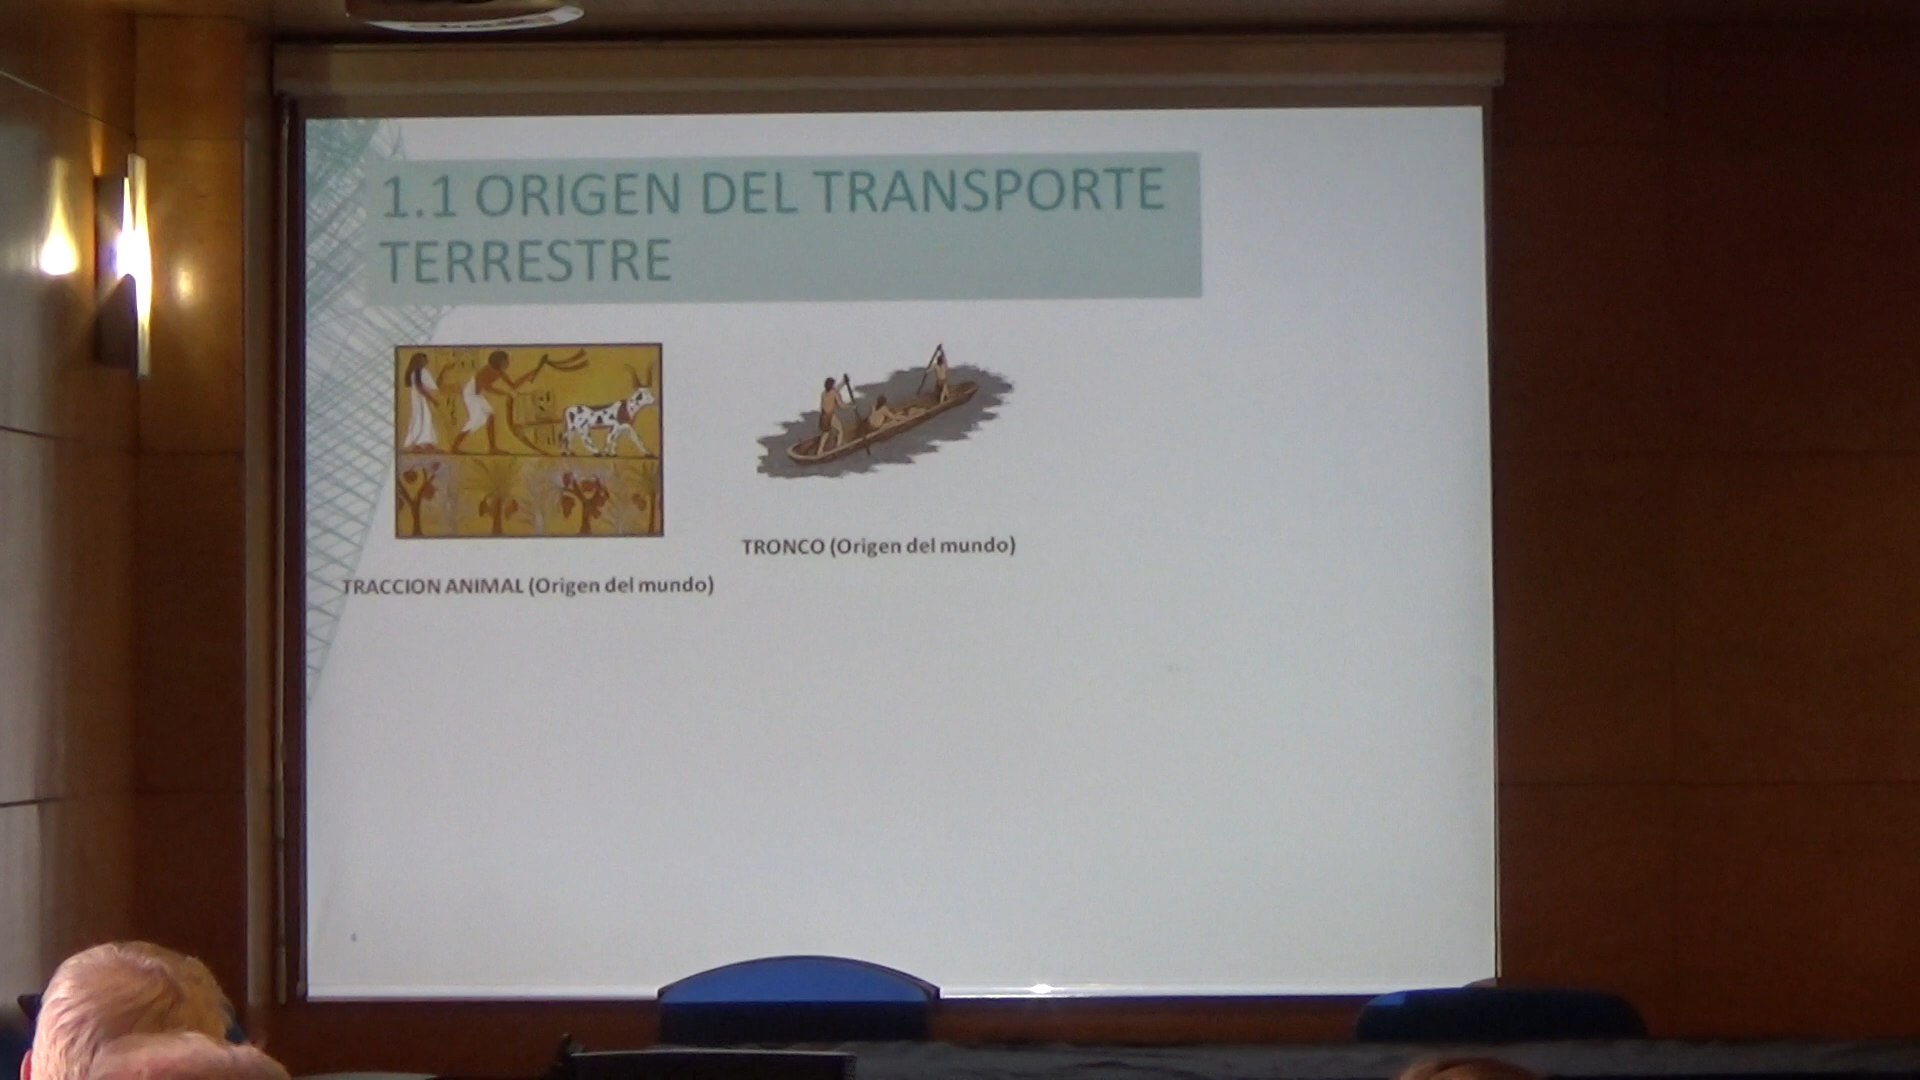 1.1 ORIGEN DEL TRANSPORTE
TERRESTRE
TRONCO (Origen del mundo)
TRACCION ANIMAL (Origen del mundo)